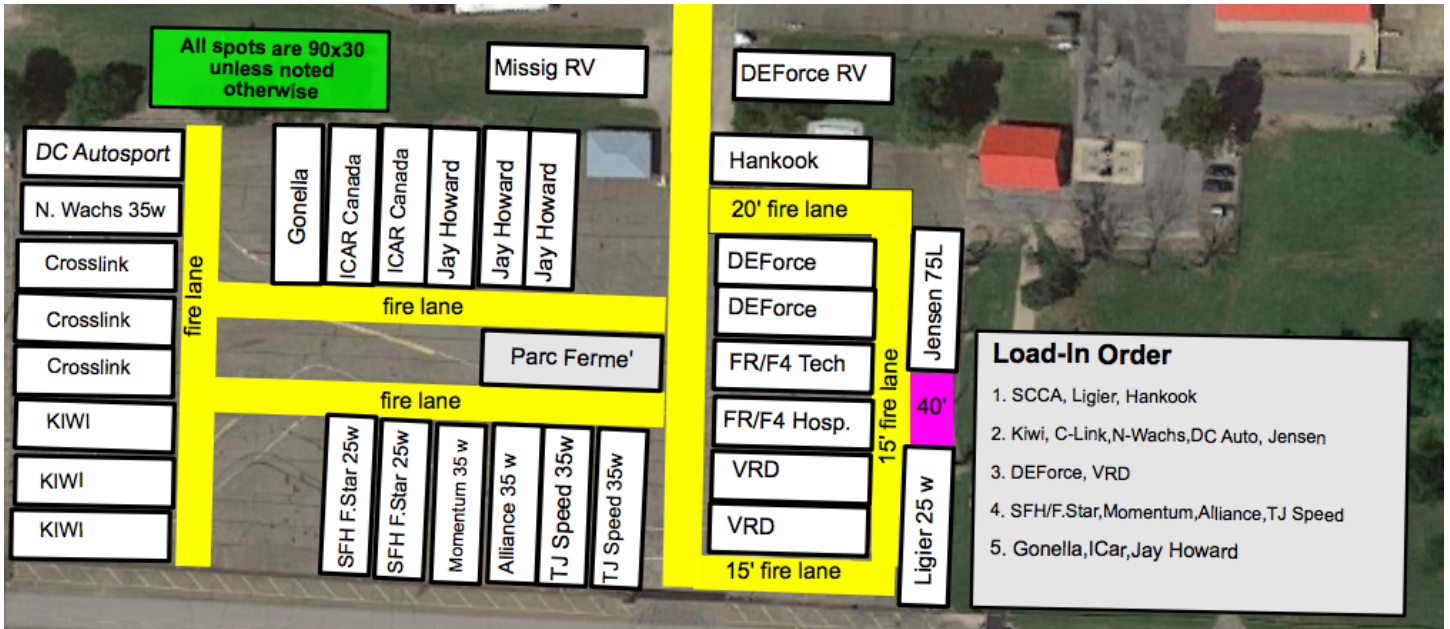 All spots are 90x30
unless noted
otherwise
Missig RV
DEForce RV
DC Autosport
N. Wachs 35w
Crosslink
Crosslink
Crosslink
KIWI
KIWI
KIWI
fire lane
Gonella
ICAR Canada
ICAR Canada
Jay Howard
Jay Howard
Jay Howard
fire lane
Parc Ferme'
fire lane
SFH F.Star 25w
SFH F.Star 25w
Momentum 35 w
Alliance 35 w
TJ Speed 35w
TJ Speed 35w
Hankook
20' fire lane
DEForce
DEForce
FR/F4 Tech
FR/F4 Hosp.
VRD
VRD
15' fire lane
15' fire lane
Jensen 75L
40'
Ligier 25 w
Load-In Order
1. SCCA, Ligier, Hankook
2. Kiwi, C-Link,N-Wachs,DC Auto, Jensen
3. DEForce, VRD
4. SFH/F.Star,Momentum,Alliance,TJ Speed
5. Gonella,ICar,Jay Howard